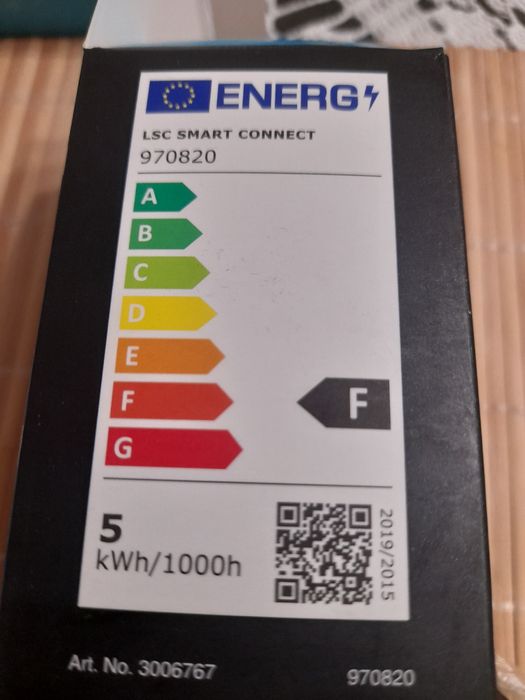 ENERG
LSC SMART CONNECT
970820
A
B
C
D
E
F
F
G
5
kWh/1000h
2019/2015
Art. No. 3006767
970820